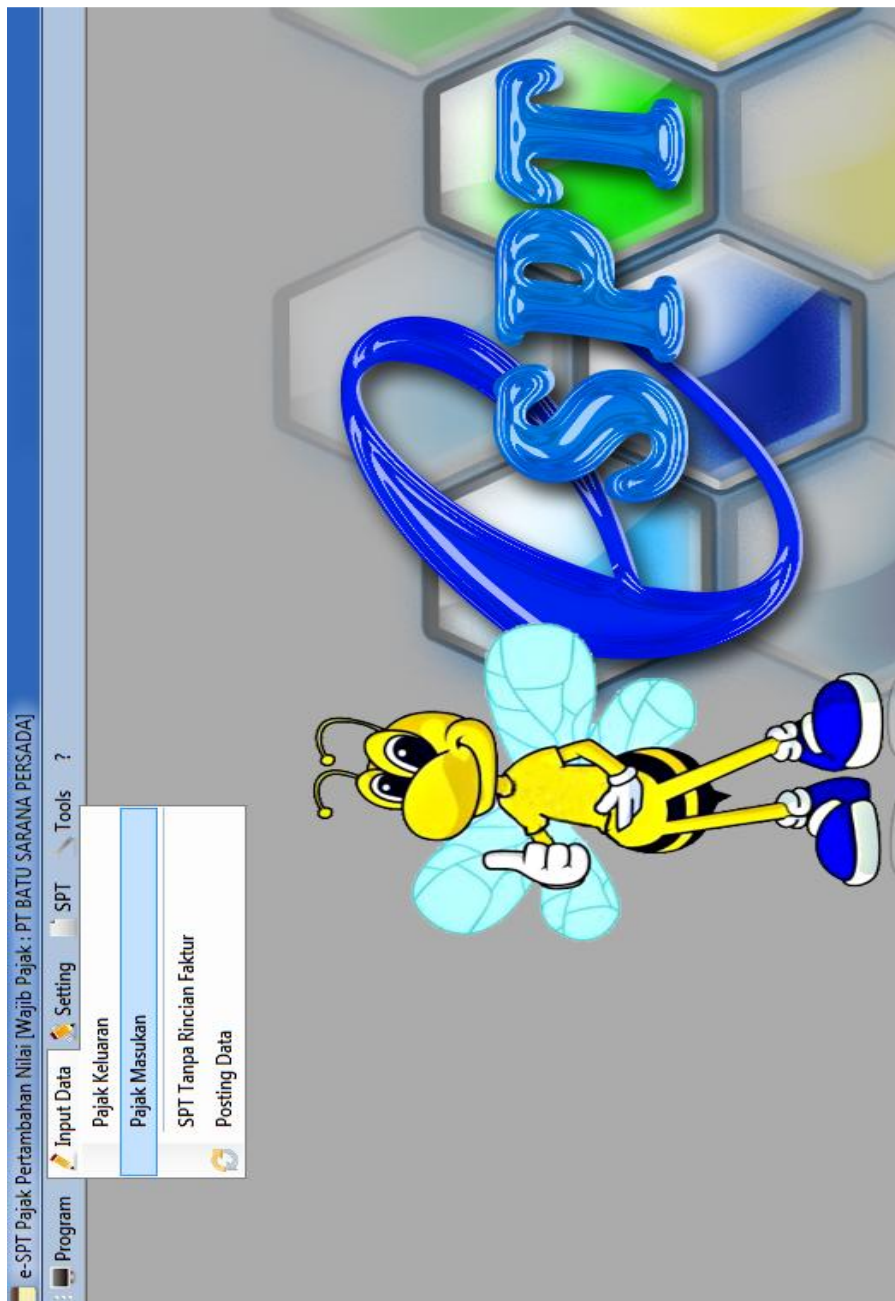 e-SPT Pajak Pertambahan Nilai [Wajib Pajak : PT BATU SARANA PERSADA]
Program Input Data Setting SPT Tools ?
Pajak Keluaran
Pajak Masukan
SPT Tanpa Rincian Faktur
Posting Data
e SPT